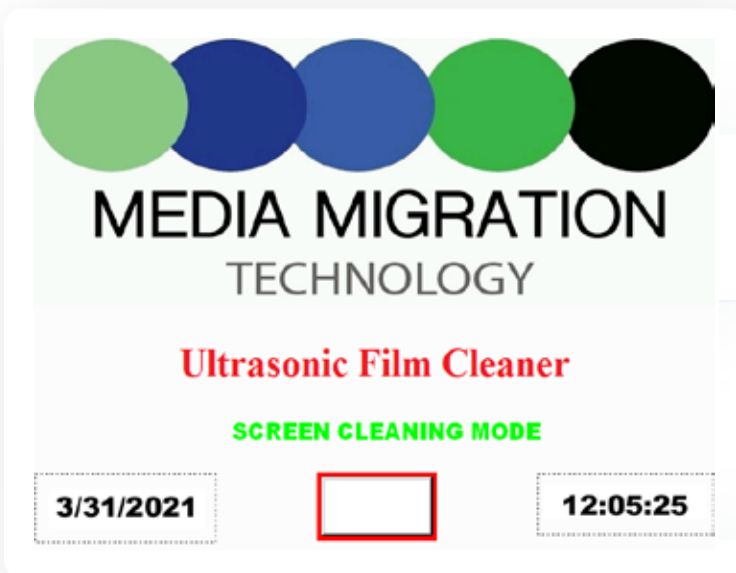 MEDIA MIGRATION
TECHNOLOGY
Ultrasonic Film Cleaner
SCREEN CLEANING MODE
3/31/2021
12:05:25